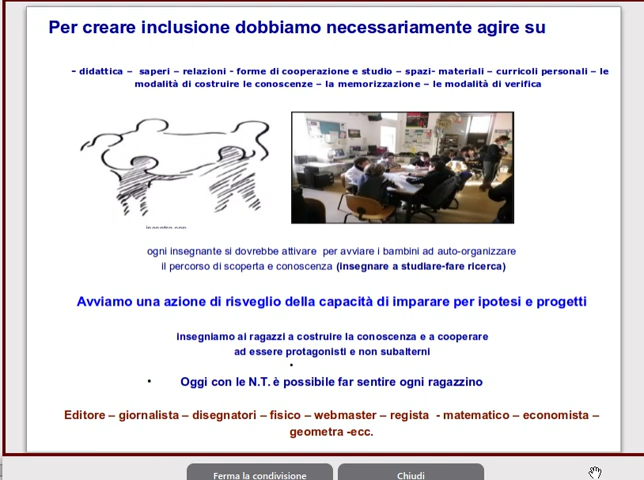 Per creare inclusione dobbiamo necessariamente agire su
- didattica – saperi – relazioni - forme di cooperazione e studio – spazi- materiali – curricoli personali – le
modalità di costruire le conoscenze – la memorizzazione – le modalità di verifica
ogni insegnante si dovrebbe attivare per avviare i bambini ad auto-organizzare
il percorso di scoperta e conoscenza (insegnare a studiare-fare ricerca)
Avviamo una azione di risveglio della capacità di imparare per ipotesi e progetti
insegniamo ai ragazzi a costruire la conoscenza e a cooperare
ad essere protagonisti e non subalterni
•
• Oggi con le N.T. è possibile far sentire ogni ragazzino
Editore – giornalista – disegnatori – fisico – webmaster – regista - matematico – economista –
geometra -ecc.
Ferma la condivisione
Chiudi